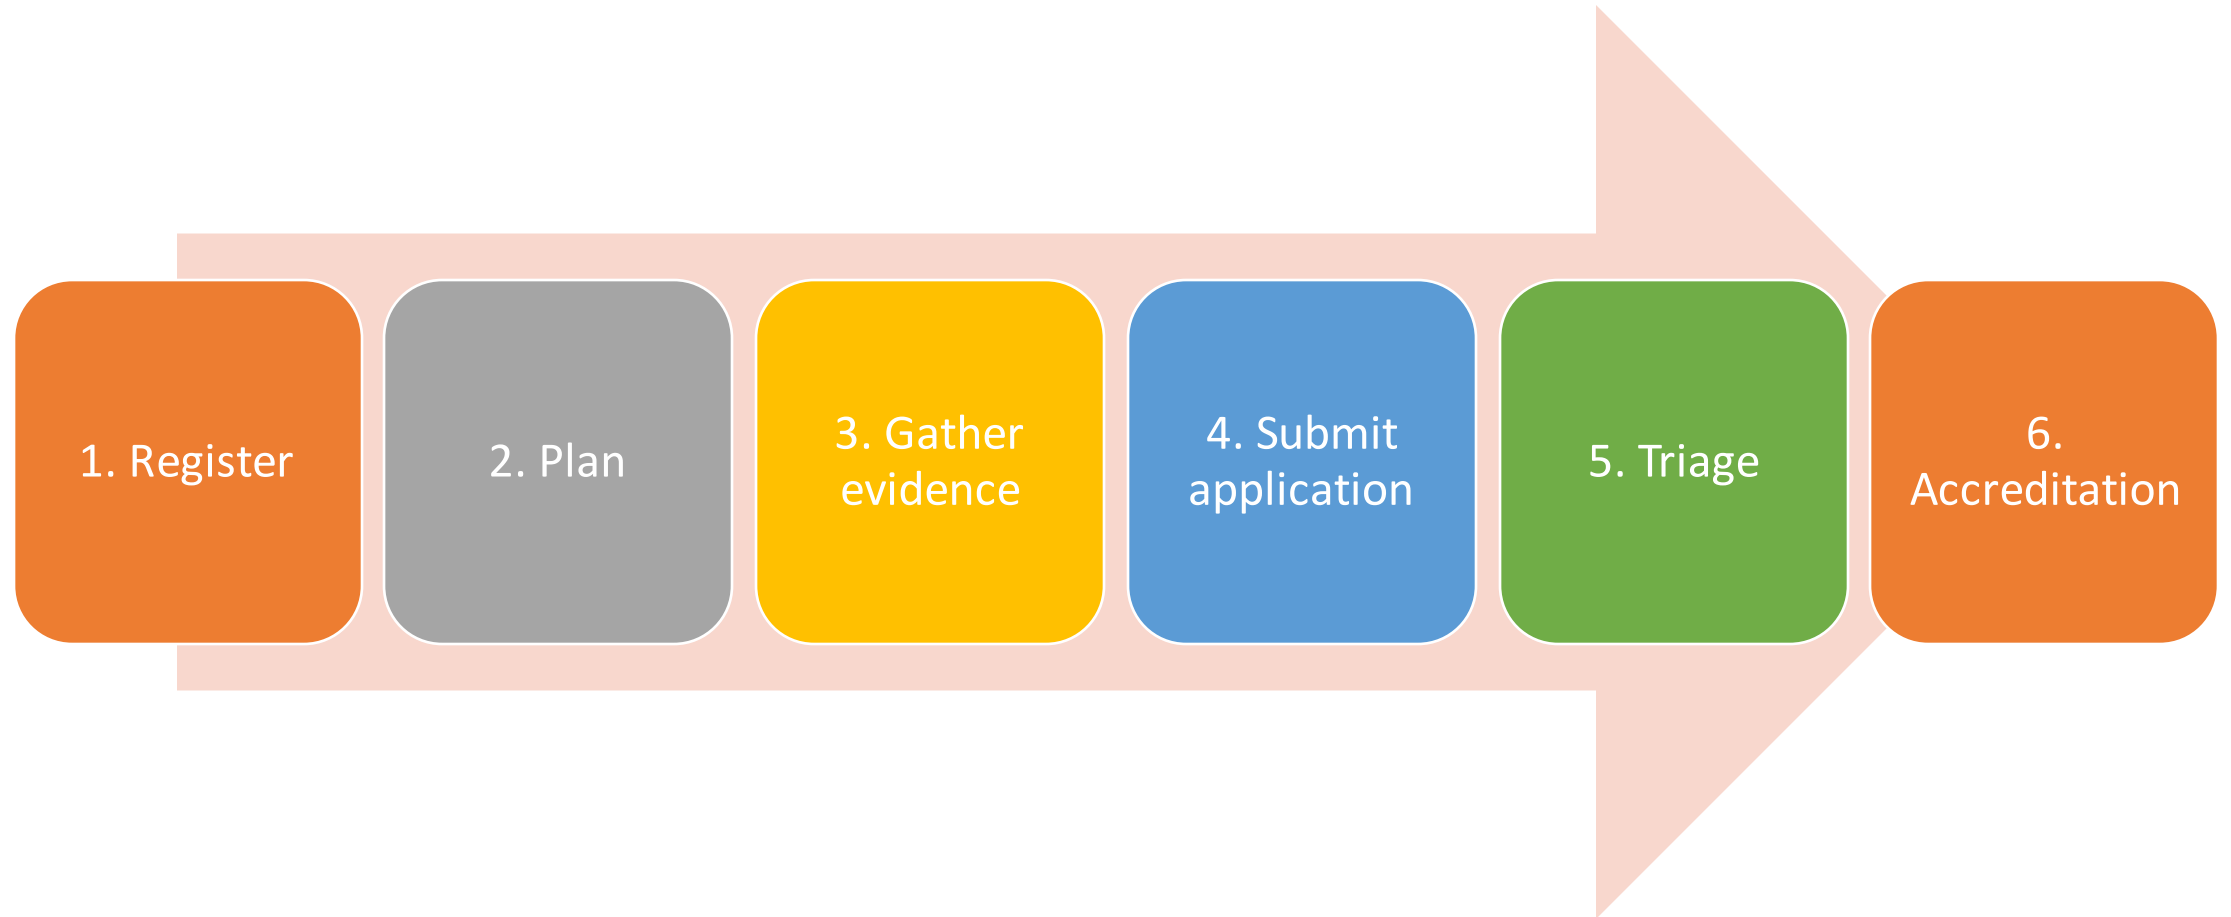 1. Register
2. Plan
3. Gather
evidence
4. Submit
application
5. Triage
6.
Accreditation